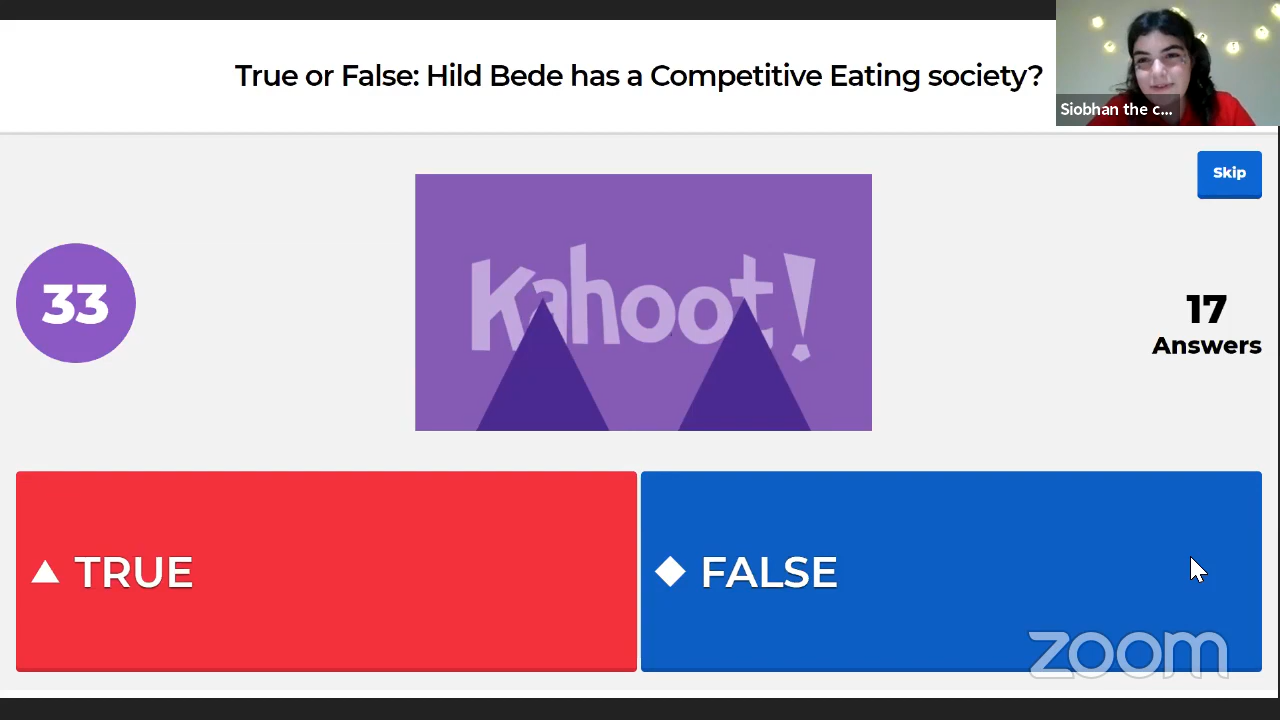 True or False: Hild Bede has a Competitive Eating society?
Siobhan the c...
Skip
Kahoot!
33
17
Answers
TRUE
FALSE
zoom